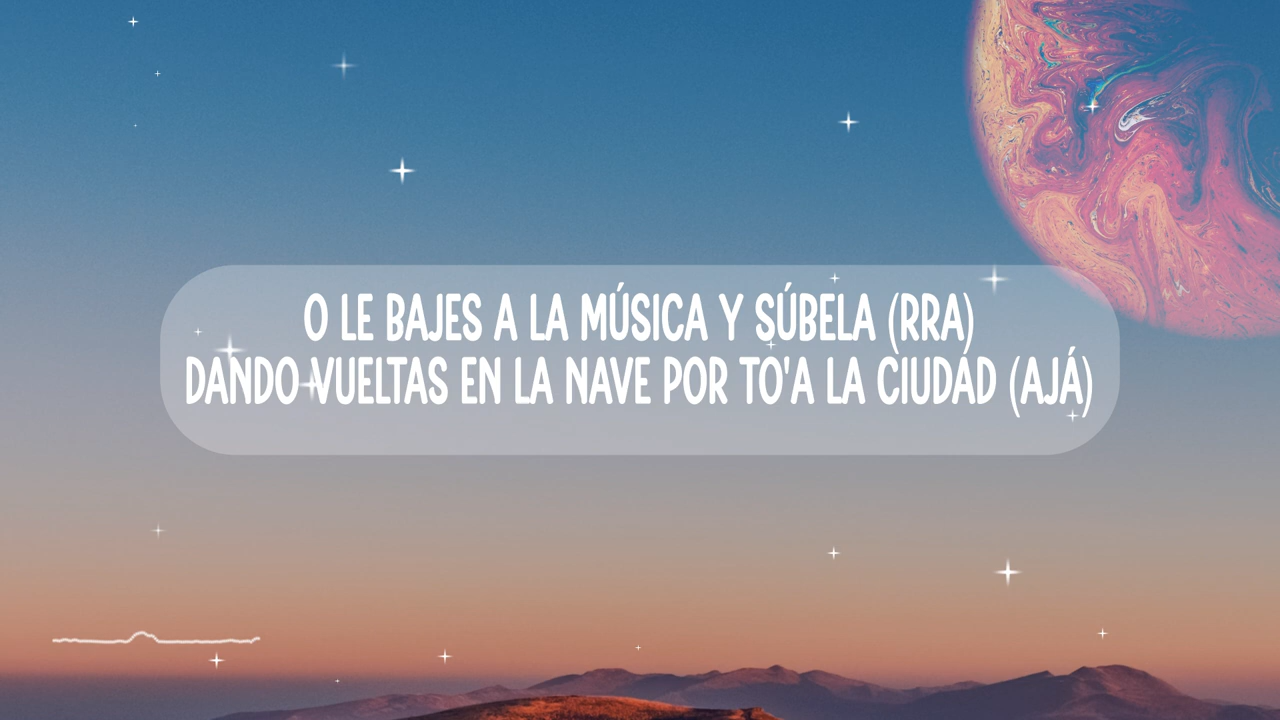 O LE BAJES A LA MÚSICA Y SÚBELA (RRA)
DANDO VUELTAS EN LA NAVE POR TO'A LA CIUDAD (AJÁ)